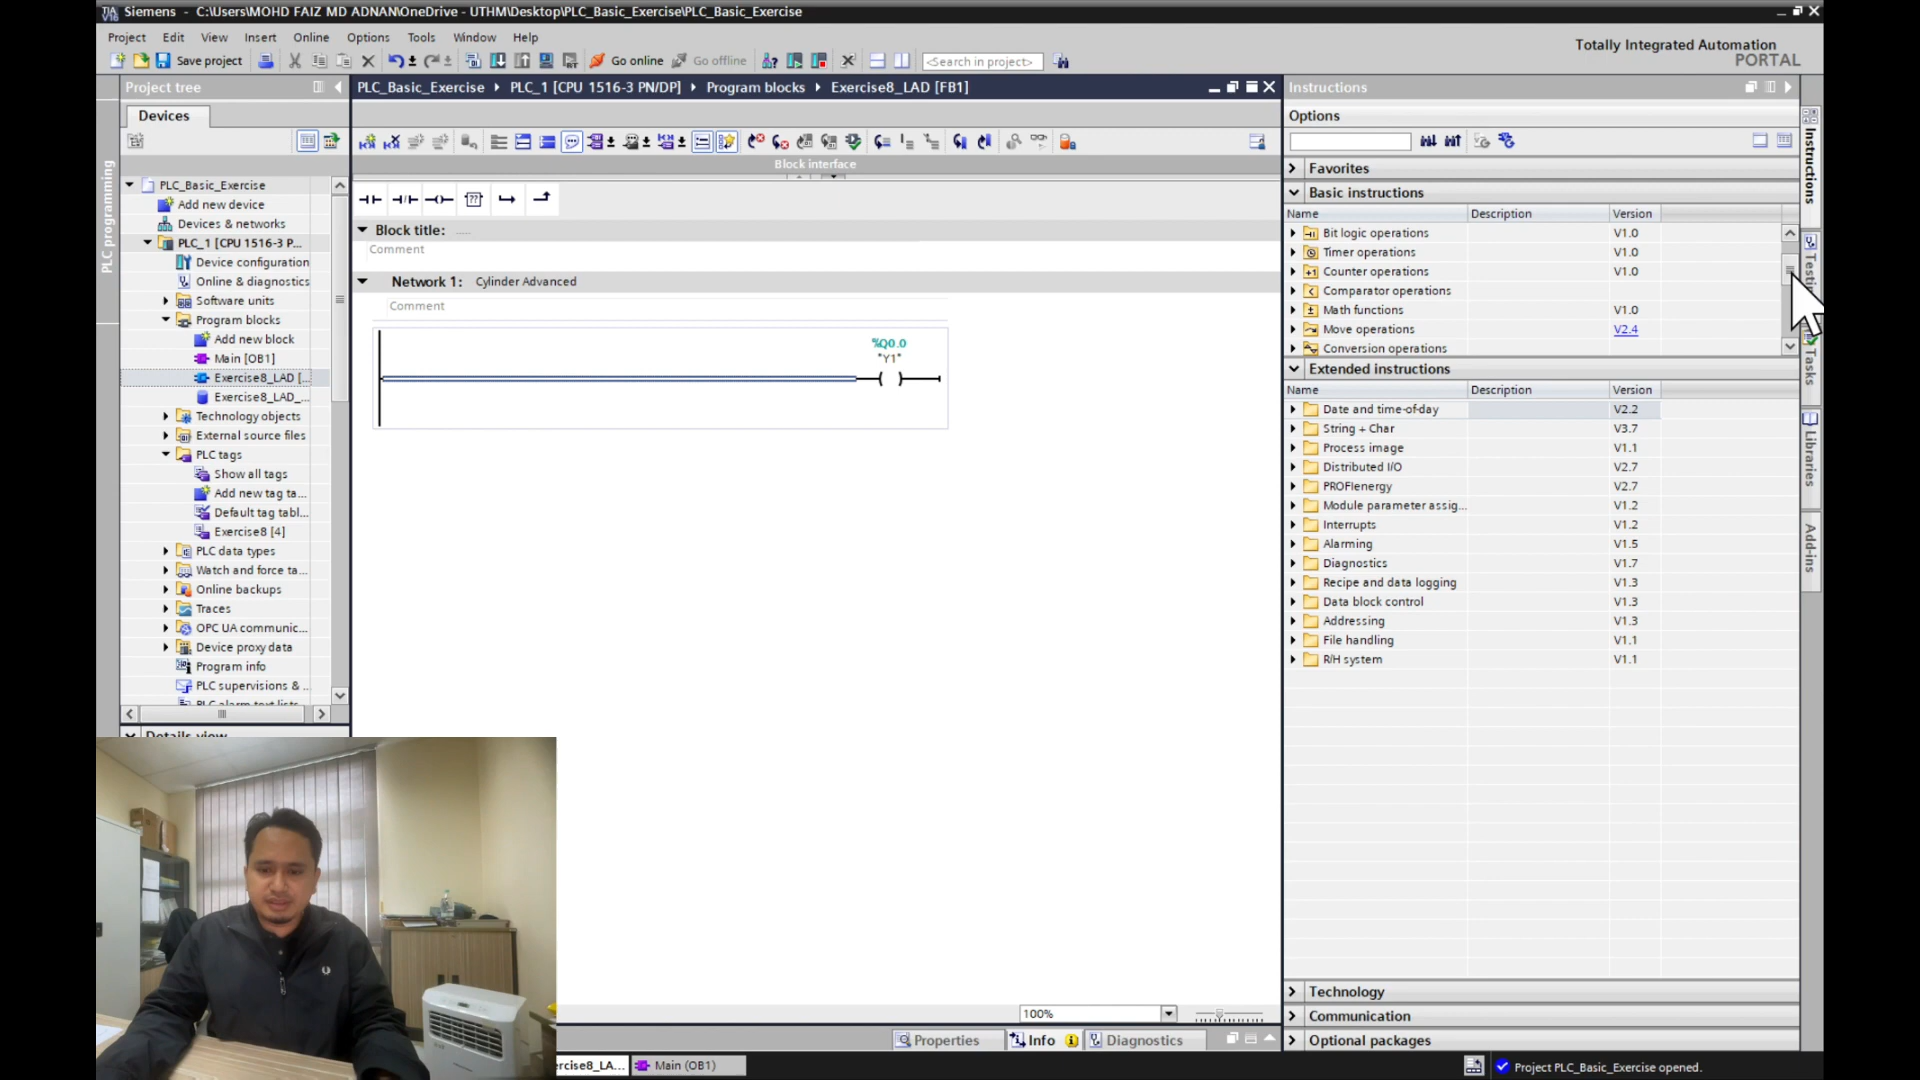 Siemens - C:\Users\MOHD FAIZ MD ADNAN\OneDrive - UTHM\Desktop\PLC_Basic_Exercise\PLC_Basic_Exercise
Project Edit View Insert Online Options Tools Window Help
Totally Integrated Automation
PORTAL
Save project
Go online
Go offline
<Search in project>
Project tree
PLC_Basic_Exercise
PLC_1 [CPU 1516-3 PN/DP]
Program blocks
Exercise8_LAD [FB1]
Instructions
Devices
Options
PLC programming
Block interface
PLC_Basic_Exercise
Add new device
Devices & networks
PLC_1 [CPU 1516-3 P...
Device configuration
Online & diagnostics
Software units
Program blocks
Add new block
Main [OB1]
Exercise8_LAD [...
Exercise8_LAD_...
Technology objects
External source files
PLC tags
Show all tags
Add new tag ta...
Default tag tabl...
Exercise8 [4]
PLC data types
Watch and force ta...
Online backups
Traces
OPC UA communic...
Device proxy data
Program info
PLC supervisions & ...
PLC alarm text lists
Details view
Block title: .....
Comment
Network 1: Cylinder Advanced
Comment
%Q0.0
"Y1"
Favorites
Basic instructions
Name Description Version
Bit logic operations V1.0
Timer operations V1.0
Counter operations V1.0
Comparator operations
Math functions V1.0
Move operations V2.4
Conversion operations
Extended instructions
Name Description Version
Date and time-of-day V2.2
String + Char V3.7
Process image V1.1
Distributed I/O V2.7
PROFIenergy V2.7
Module parameter assig... V1.2
Interrupts V1.2
Alarming V1.5
Diagnostics V1.7
Recipe and data logging V1.3
Data block control V1.3
Addressing V1.3
File handling V1.1
R/H system V1.1
Technology
Communication
Optional packages
Instructions
Tasks
Libraries
Add-ins
100%
Properties
Info
Diagnostics
Main (OB1)
Project PLC_Basic_Exercise opened.